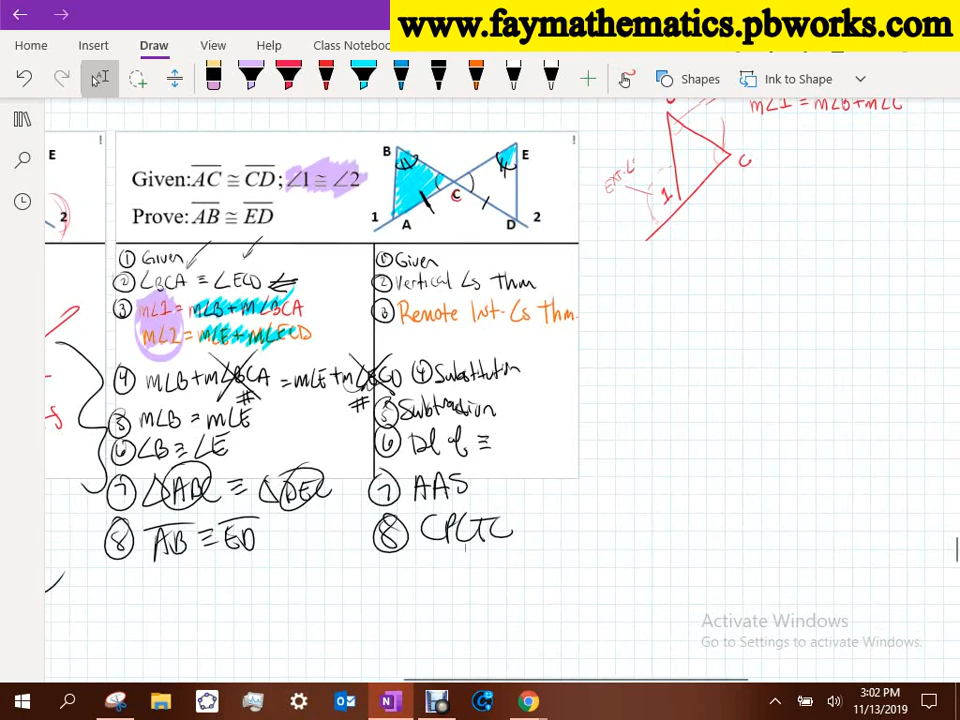 www.faymathematics.pbworks.com
Home Insert Draw View Help Class Notebook
Shapes Ink to Shape
m∠1 = m∠B + m∠C
C
EXT. ∠
1
E
2
Given: AC ≅ CD; ∠1 ≅ ∠2
Prove: AB ≅ ED
B E
C
1 A D 2
① Given ① Given
② ∠BCA ≅ ∠ECD ② Vertical ∠s Thm
③ m∠1 = m∠B + m∠BCA ③ Remote Int. ∠s Thm.
m∠2 = m∠E + m∠ECD
④ m∠B + m∠BCA = m∠E + m∠ECD ④ Substitution
# #
⑤ m∠B = m∠E ⑤ Subtraction
⑥ ∠B ≅ ∠E ⑥ Df of ≅
⑦ △ABC ≅ △DEC ⑦ AAS
⑧ AB ≅ ED ⑧ CPCTC
Activate Windows
Go to Settings to activate Windows.
3:02 PM
11/13/2019